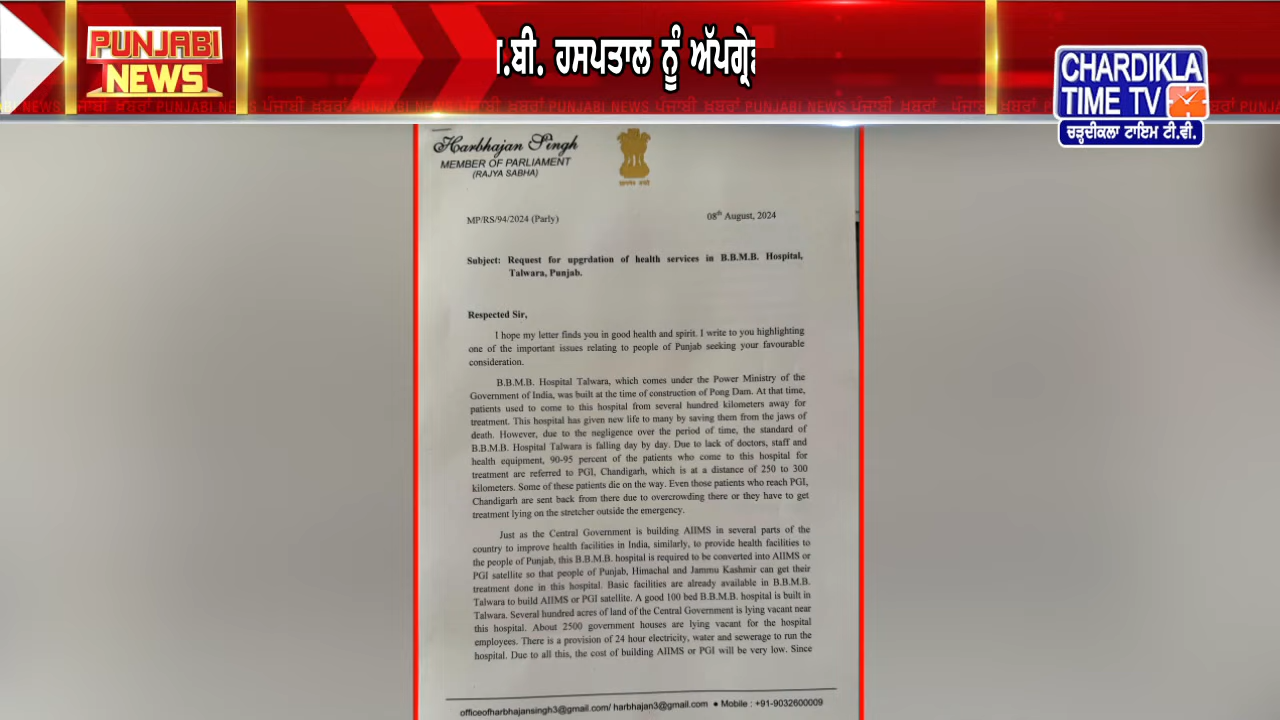 PUNJABI
NEWS
.ਬੀ. ਹਸਪਤਾਲ ਨੂੰ
CHARDIKLA
TIME TV
ਚੜ੍ਹਦੀਕਲਾ ਟਾਇਮ ਟੀ.ਵੀ.
NEWS ਪੰਜਾਬੀ ਖ਼ਬਰਾਂ PUNJABI NEWS ਪੰਜਾਬੀ ਖ਼ਬਰਾਂ PUNJABI NEWS ਪੰਜਾਬੀ ਖ਼ਬਰਾਂ PUNJABI NEWS ਪੰਜਾਬੀ ਖ਼ਬਰਾਂ
Harbhajan Singh
MEMBER OF PARLIAMENT
(RAJYA SABHA)
MP/RS/94/2024 (Parly) 08th August, 2024
Subject: Request for upgrdation of health services in B.B.M.B. Hospital,
Talwara, Punjab.
Respected Sir,
I hope my letter finds you in good health and spirit. I write to you highlighting
one of the important issues relating to people of Punjab seeking your favourable
consideration.
B.B.M.B. Hospital Talwara, which comes under the Power Ministry of the
Government of India, was built at the time of construction of Pong Dam. At that time,
patients used to come to this hospital from several hundred kilometers away for
treatment. This hospital has given new life to many by saving them from the jaws of
death. However, due to the negligence over the period of time, the standard of
B.B.M.B. Hospital Talwara is falling day by day. Due to lack of doctors, staff and
health equipment, 90-95 percent of the patients who come to this hospital for
treatment are referred to PGI, Chandigarh, which is at a distance of 250 to 300
kilometers. Some of these patients die on the way. Even those patients who reach PGI,
Chandigarh are sent back from there due to overcrowding there or they have to get
treatment lying on the stretcher outside the emergency.
Just as the Central Government is building AIIMS in several parts of the
country to improve health facilities in India, similarly, to provide health facilities to
the people of Punjab, this B.B.M.B. hospital is required to be converted into AIIMS or
PGI satellite so that people of Punjab, Himachal and Jammu Kashmir can get their
treatment done in this hospital. Basic facilities are already available in B.B.M.B.
Talwara to build AIIMS or PGI satellite. A good 100 bed B.B.M.B. hospital is built in
Talwara. Several hundred acres of land of the Central Government is lying vacant near
this hospital. About 2500 government houses are lying vacant for the hospital
employees. There is a provision of 24 hour electricity, water and sewerage to run the
hospital. Due to all this, the cost of building AIIMS or PGI will be very low. Since
officeofharbhajansingh3@gmail.com/ harbhajan3@gmail.com • Mobile : +91-9032600009